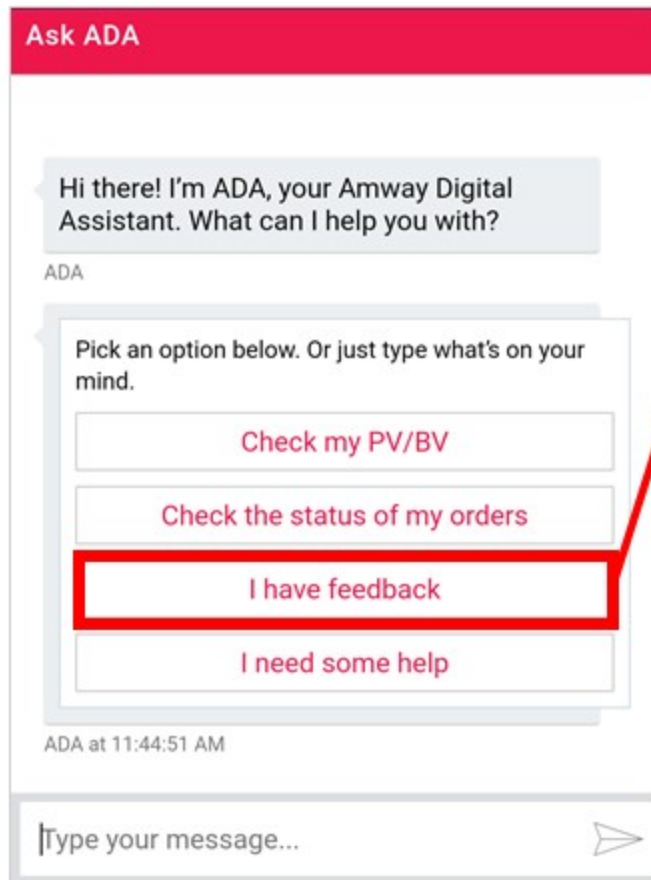 Ask ADA
Hi there! I'm ADA, your Amway Digital
Assistant. What can I help you with?
ADA
Pick an option below. Or just type what's on your
mind.
Check my PV/BV
Check the status of my orders
I have feedback
I need some help
ADA at 11:44:51 AM
Type your message...